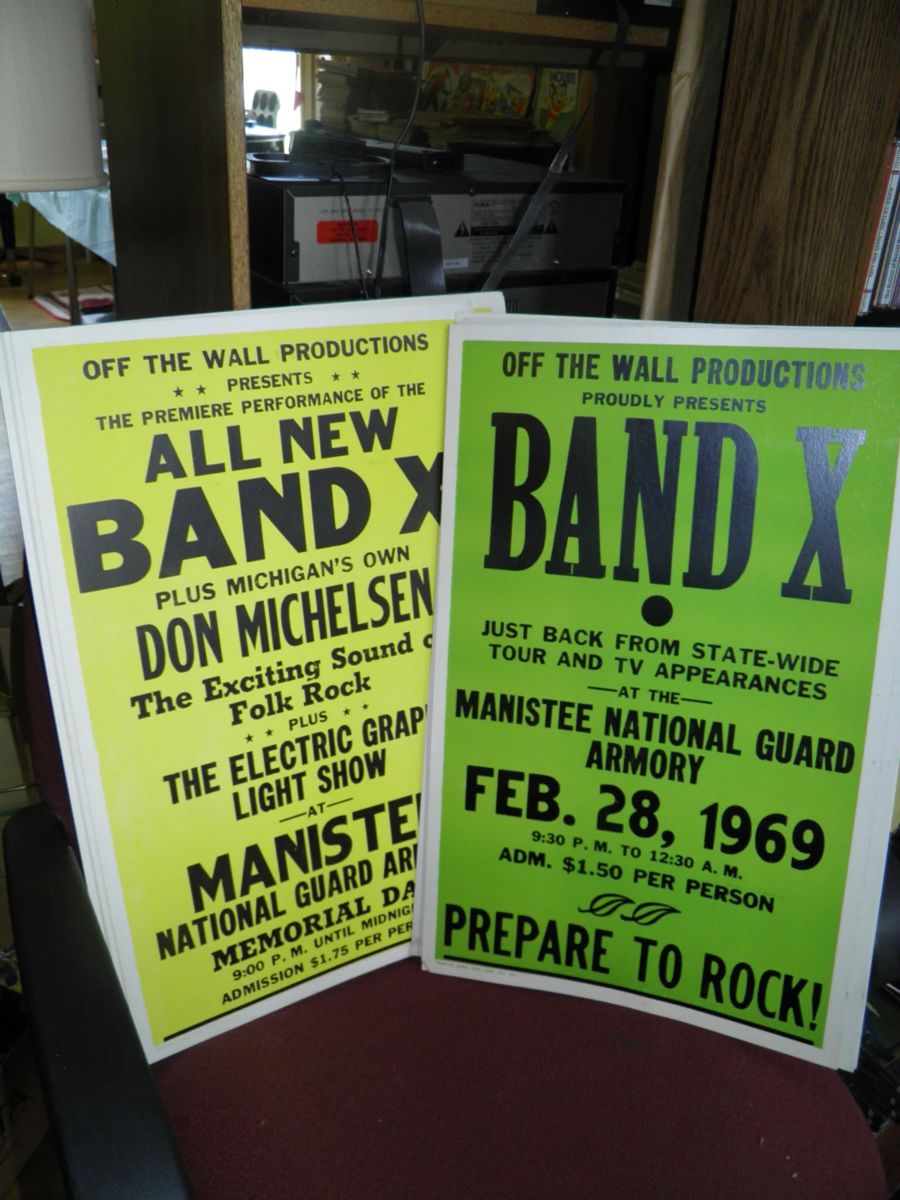 OFF THE WALL PRODUCTIONS
★ ★ PRESENTS ★ ★
THE PREMIERE PERFORMANCE OF THE
ALL NEW
BAND X
PLUS MICHIGAN'S OWN
DON MICHELSEN
The Exciting Sound o
Folk Rock
★ ★ PLUS ★ ★
THE ELECTRIC GRAP
LIGHT SHOW
—AT—
MANISTE
NATIONAL GUARD AR
MEMORIAL DA
9:00 P. M. UNTIL MIDNIG
ADMISSION $1.75 PER PER
OFF THE WALL PRODUCTIONS
PROUDLY PRESENTS
BAND X
JUST BACK FROM STATE-WIDE
TOUR AND TV APPEARANCES
—AT THE—
MANISTEE NATIONAL GUARD
ARMORY
FEB. 28, 1969
9:30 P. M. TO 12:30 A. M.
ADM. $1.50 PER PERSON
PREPARE TO ROCK!